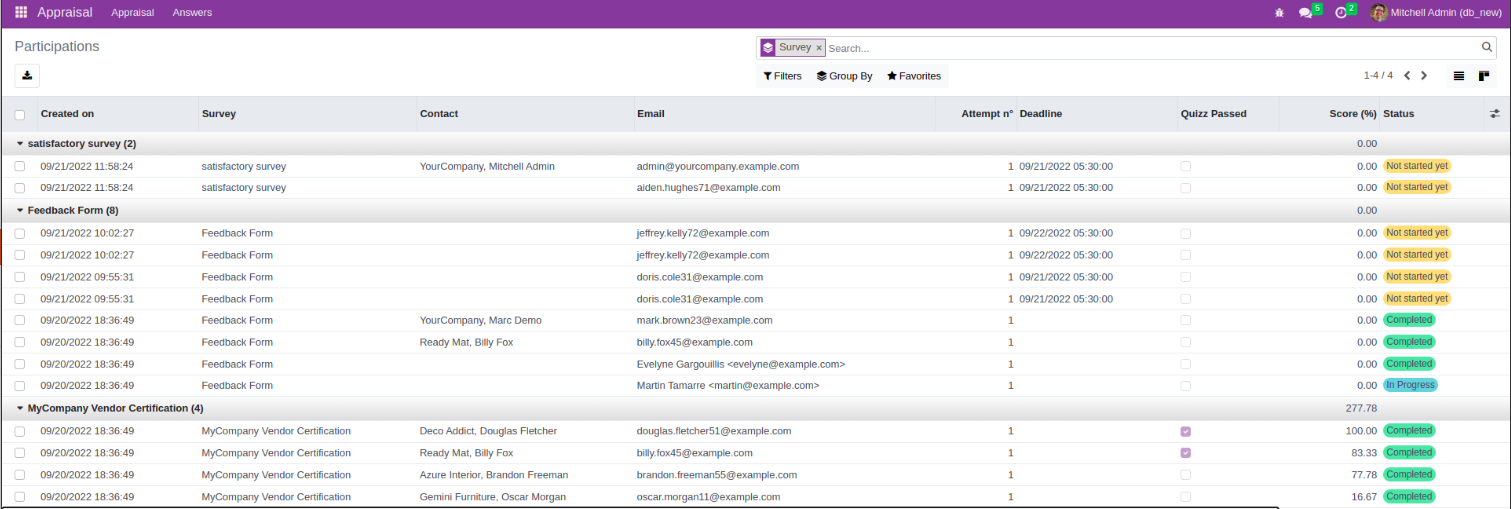 Appraisal Appraisal Answers 5 2 Mitchell Admin (db_new)
Participations Survey × Search...
Filters Group By Favorites 1-4 / 4
Created on Survey Contact Email Attempt n° Deadline Quizz Passed Score (%) Status
satisfactory survey (2) 0.00
09/21/2022 11:58:24 satisfactory survey YourCompany, Mitchell Admin admin@yourcompany.example.com 1 09/21/2022 05:30:00 0.00 Not started yet
09/21/2022 11:58:24 satisfactory survey aiden.hughes71@example.com 1 09/21/2022 05:30:00 0.00 Not started yet
Feedback Form (8) 0.00
09/21/2022 10:02:27 Feedback Form jeffrey.kelly72@example.com 1 09/22/2022 05:30:00 0.00 Not started yet
09/21/2022 10:02:27 Feedback Form jeffrey.kelly72@example.com 1 09/22/2022 05:30:00 0.00 Not started yet
09/21/2022 09:55:31 Feedback Form doris.cole31@example.com 1 09/21/2022 05:30:00 0.00 Not started yet
09/21/2022 09:55:31 Feedback Form doris.cole31@example.com 1 09/21/2022 05:30:00 0.00 Not started yet
09/20/2022 18:36:49 Feedback Form YourCompany, Marc Demo mark.brown23@example.com 1 0.00 Completed
09/20/2022 18:36:49 Feedback Form Ready Mat, Billy Fox billy.fox45@example.com 1 0.00 Completed
09/20/2022 18:36:49 Feedback Form Evelyne Gargouillis <evelyne@example.com> 1 0.00 Completed
09/20/2022 18:36:49 Feedback Form Martin Tamarre <martin@example.com> 1 0.00 In Progress
MyCompany Vendor Certification (4) 277.78
09/20/2022 18:36:49 MyCompany Vendor Certification Deco Addict, Douglas Fletcher douglas.fletcher51@example.com 1 100.00 Completed
09/20/2022 18:36:49 MyCompany Vendor Certification Ready Mat, Billy Fox billy.fox45@example.com 1 83.33 Completed
09/20/2022 18:36:49 MyCompany Vendor Certification Azure Interior, Brandon Freeman brandon.freeman55@example.com 1 77.78 Completed
09/20/2022 18:36:49 MyCompany Vendor Certification Gemini Furniture, Oscar Morgan oscar.morgan11@example.com 1 16.67 Completed